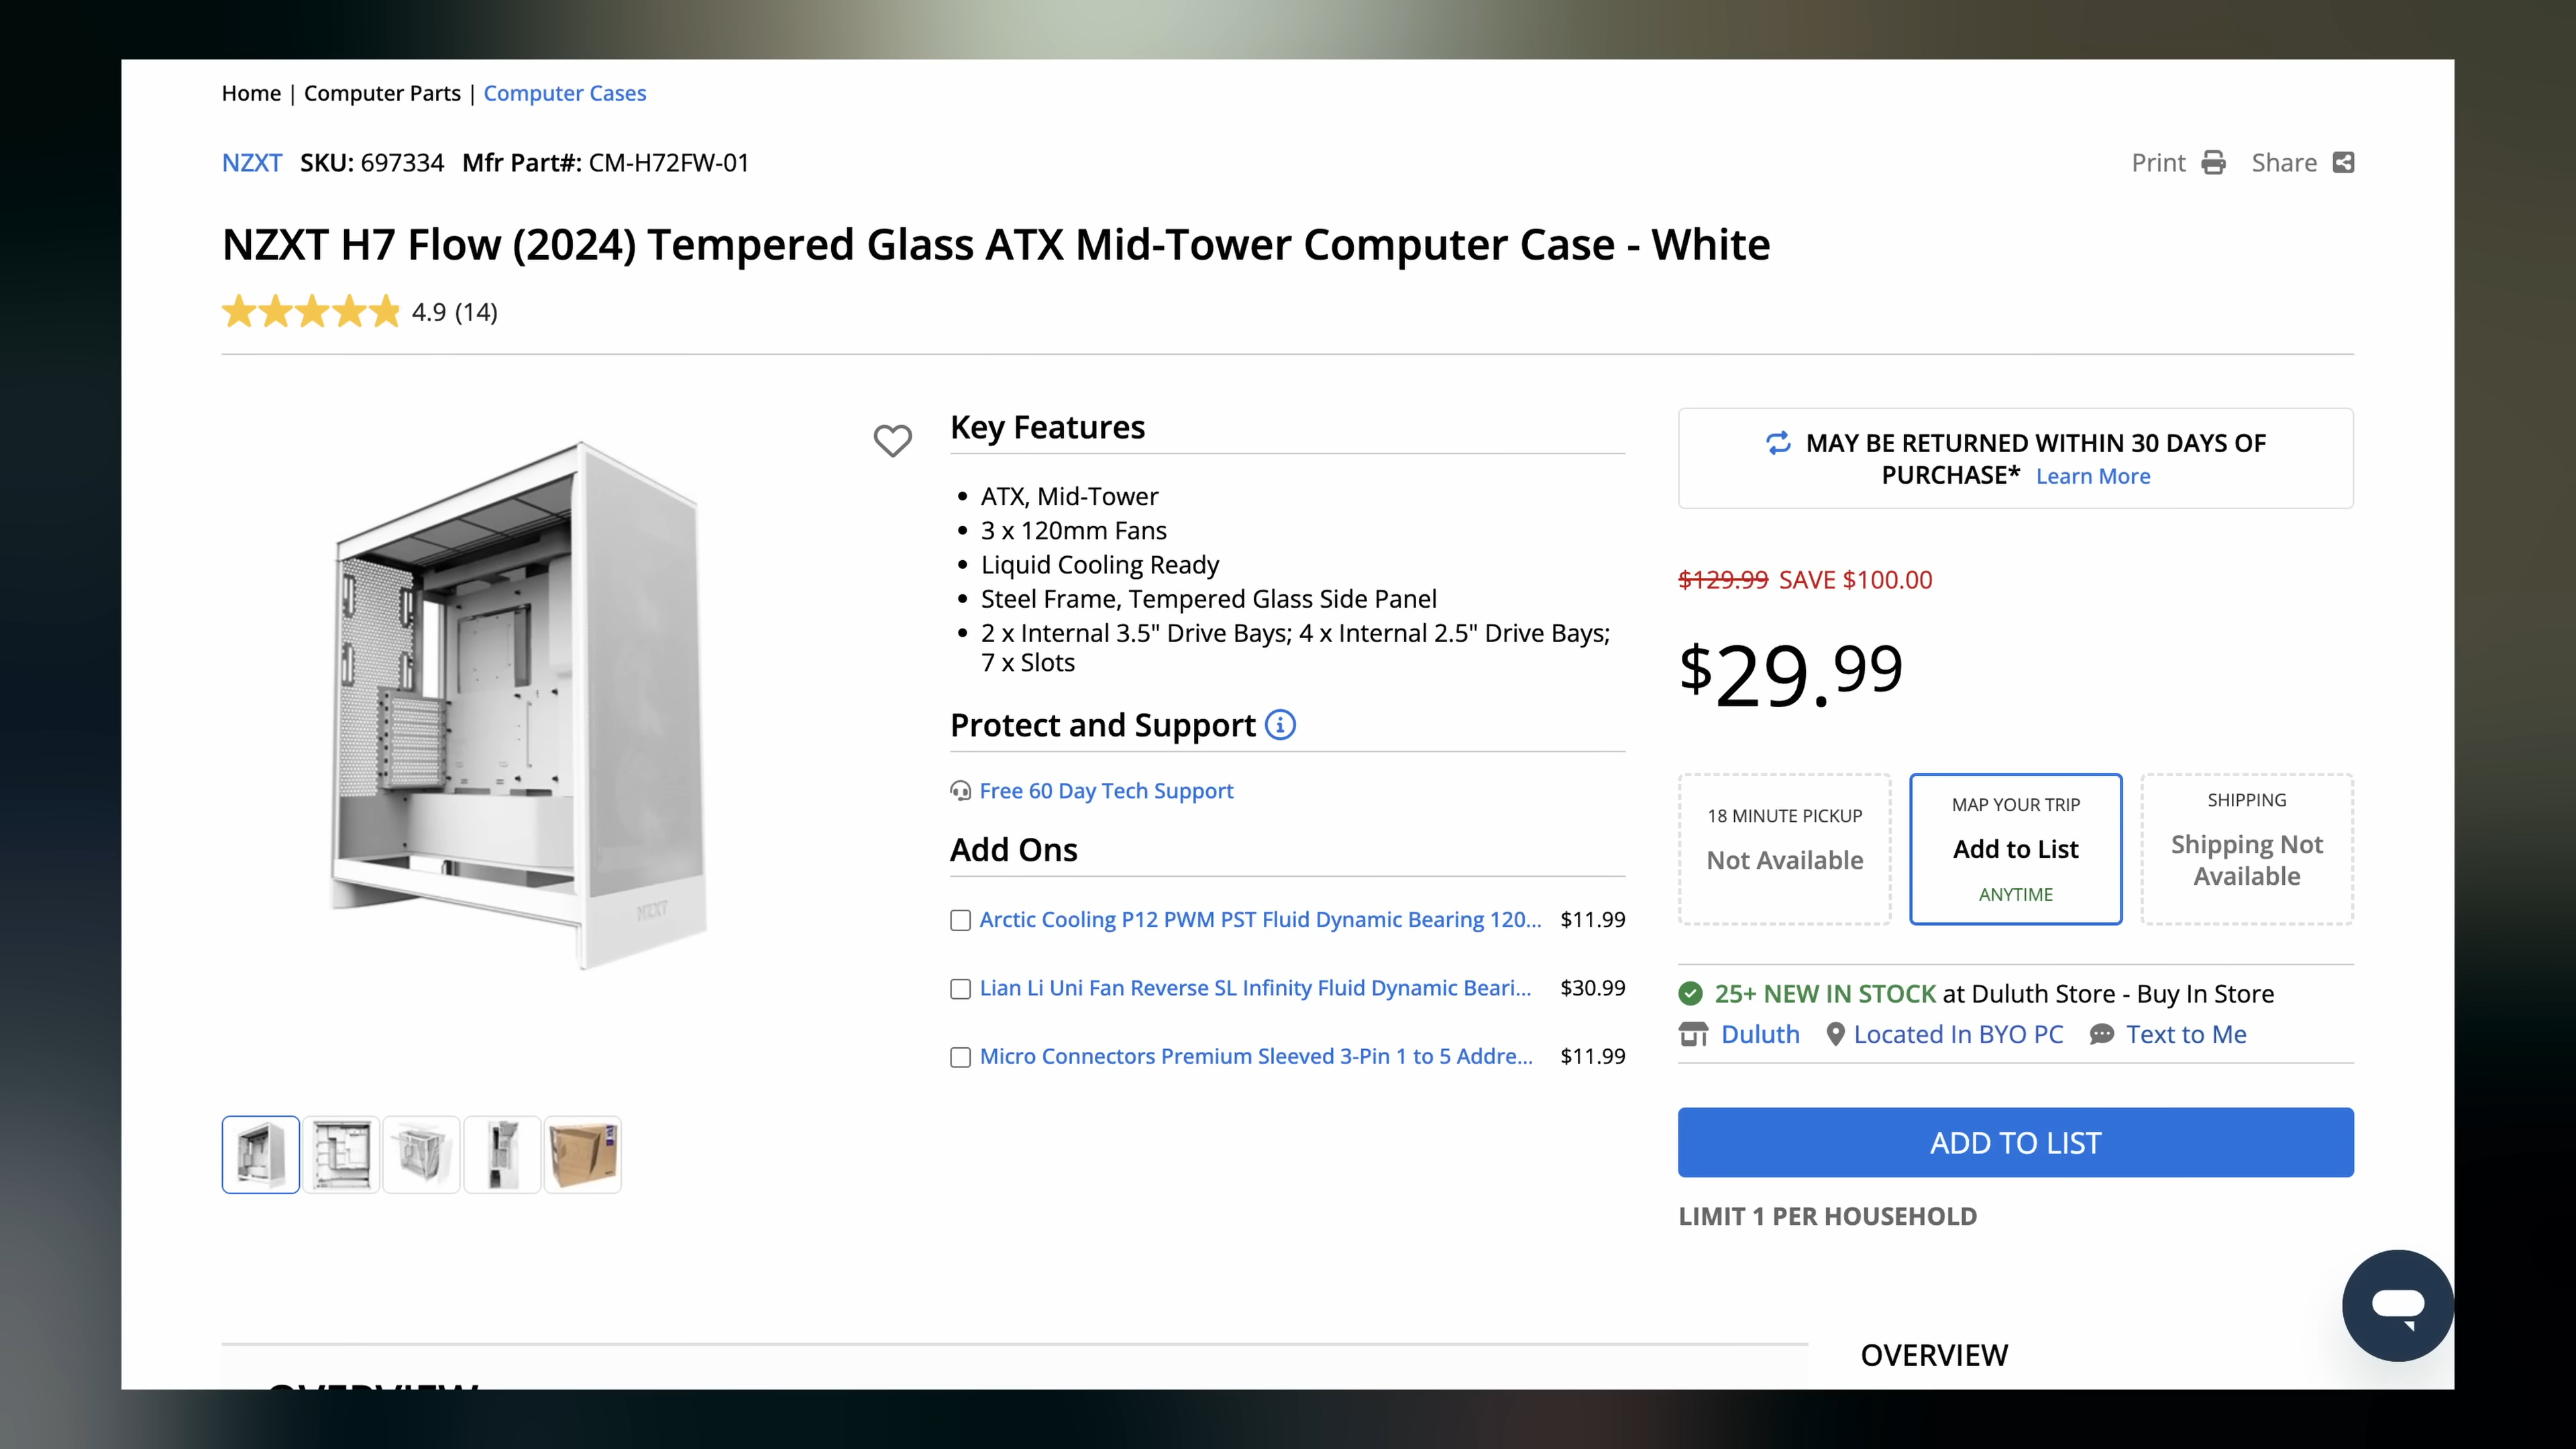 Home | Computer Parts | Computer Cases
NZXT SKU: 697334 Mfr Part#: CM-H72FW-01
Print Share
NZXT H7 Flow (2024) Tempered Glass ATX Mid-Tower Computer Case - White
4.9 (14)
NZXT
Key Features
• ATX, Mid-Tower
• 3 x 120mm Fans
• Liquid Cooling Ready
• Steel Frame, Tempered Glass Side Panel
• 2 x Internal 3.5" Drive Bays; 4 x Internal 2.5" Drive Bays;
7 x Slots
Protect and Support
Free 60 Day Tech Support
Add Ons
Arctic Cooling P12 PWM PST Fluid Dynamic Bearing 120... $11.99
Lian Li Uni Fan Reverse SL Infinity Fluid Dynamic Beari... $30.99
Micro Connectors Premium Sleeved 3-Pin 1 to 5 Addre... $11.99
MAY BE RETURNED WITHIN 30 DAYS OF
PURCHASE* Learn More
$129.99 SAVE $100.00
$29.99
18 MINUTE PICKUP
Not Available
MAP YOUR TRIP
Add to List
ANYTIME
SHIPPING
Shipping Not
Available
25+ NEW IN STOCK at Duluth Store - Buy In Store
Duluth Located In BYO PC Text to Me
ADD TO LIST
LIMIT 1 PER HOUSEHOLD
OVERVIEW
OVERVIEW